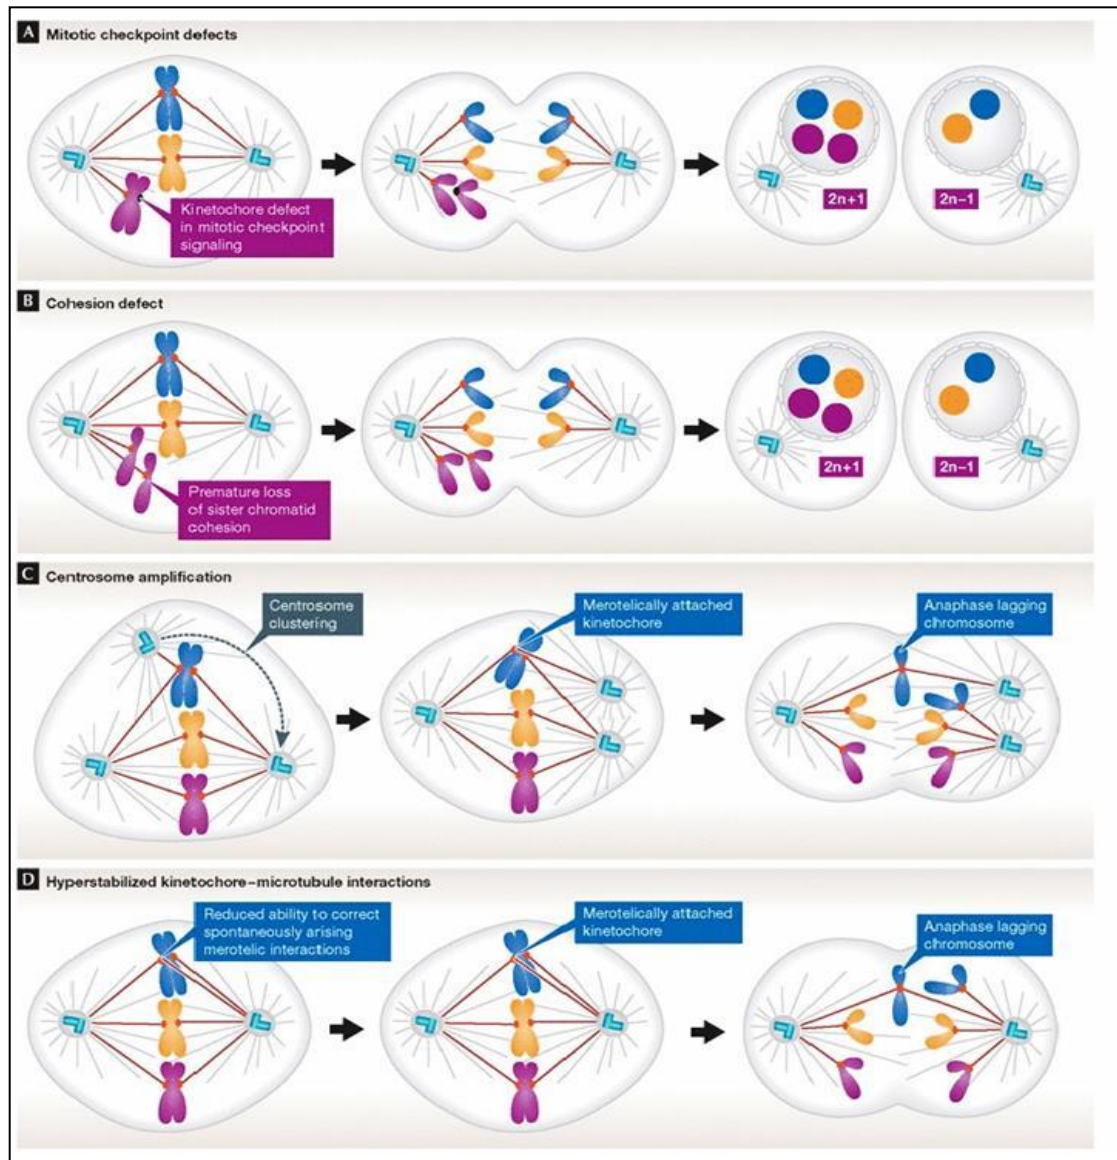 A Mitotic checkpoint defects
Kinetochore defect
in mitotic checkpoint
signaling
2n+1
2n−1
B Cohesion defect
Premature loss
of sister chromatid
cohesion
2n+1
2n−1
C Centrosome amplification
Centrosome
clustering
Merotelically attached
kinetochore
Anaphase lagging
chromosome
D Hyperstabilized kinetochore–microtubule interactions
Reduced ability to correct
spontaneously arising
merotelic interactions
Merotelically attached
kinetochore
Anaphase lagging
chromosome